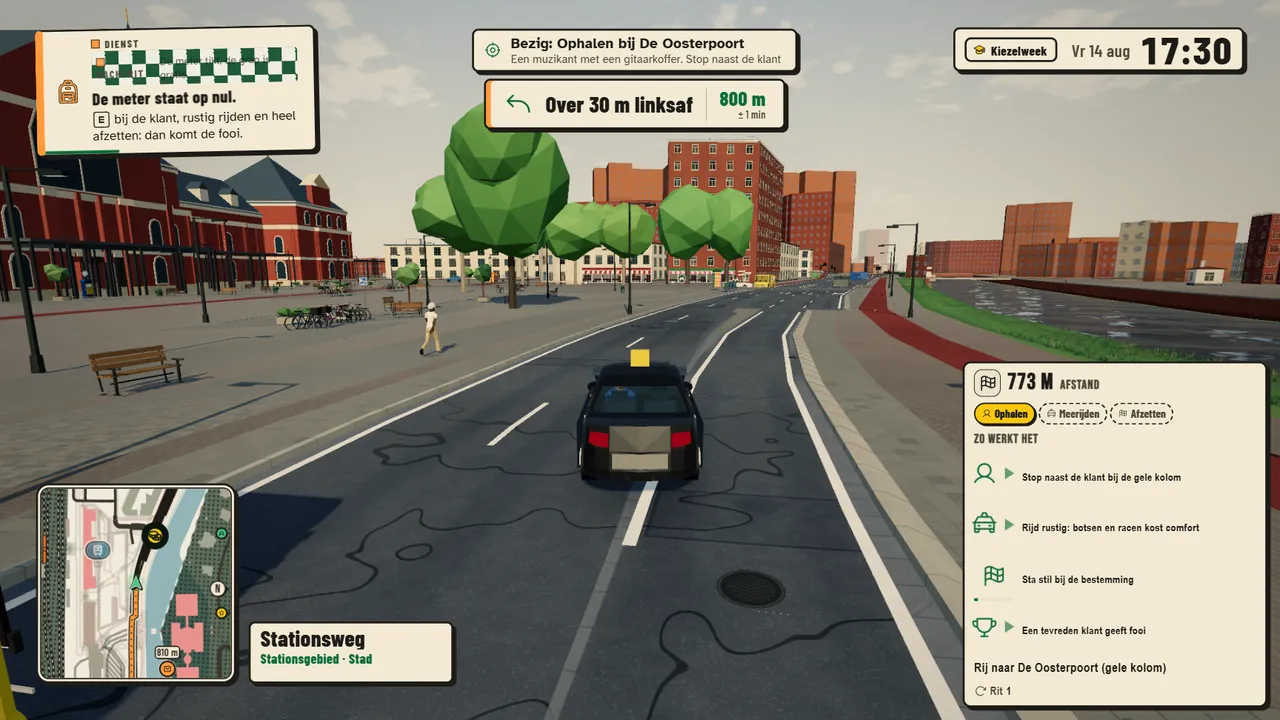 DIENST
De meter staat op nul.
E bij de klant, rustig rijden en heel
afzetten: dan komt de fooi.
Bezig: Ophalen bij De Oosterpoort
Een muzikant met een gitaarkoffer. Stop naast de klant
Over 30 m linksaf
800 m
± 1 min
Kiezelweek
Vr 14 aug
17:30
773 M AFSTAND
Ophalen
Meerijden
Afzetten
ZO WERKT HET
Stop naast de klant bij de gele kolom
Rijd rustig: botsen en racen kost comfort
Sta stil bij de bestemming
Een tevreden klant geeft fooi
Rij naar De Oosterpoort (gele kolom)
Rit 1
N
810 m
Stationsweg
Stationsgebied · Stad